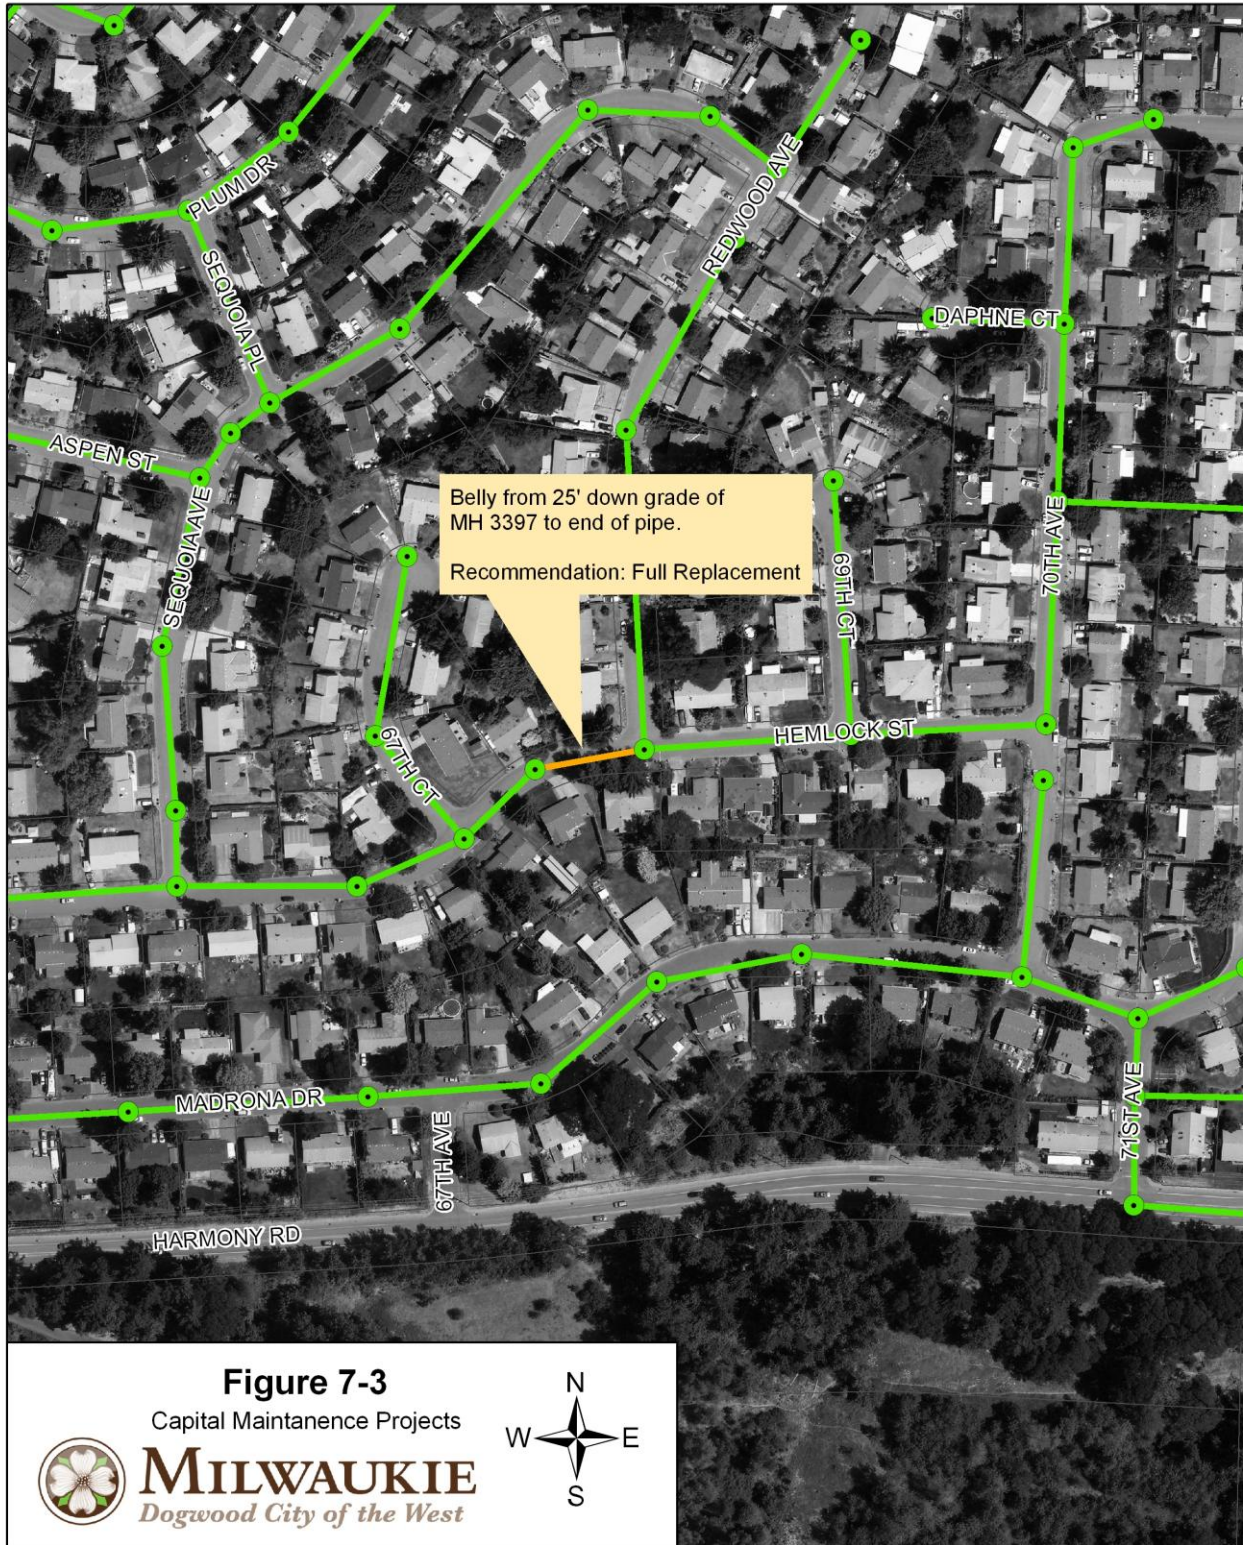 PLUM DR
REDWOOD AVE
SEQUOIA PL
DAPHNE CT
ASPEN ST
SEQUOIA AVE
Belly from 25' down grade of
MH 3397 to end of pipe.
Recommendation: Full Replacement
70TH AVE
69TH CT
HEMLOCK ST
67TH CT
MADRONA DR
67TH AVE
71ST AVE
HARMONY RD
Figure 7-3
Capital Maintanence Projects
MILWAUKIE
Dogwood City of the West
N
W
E
S